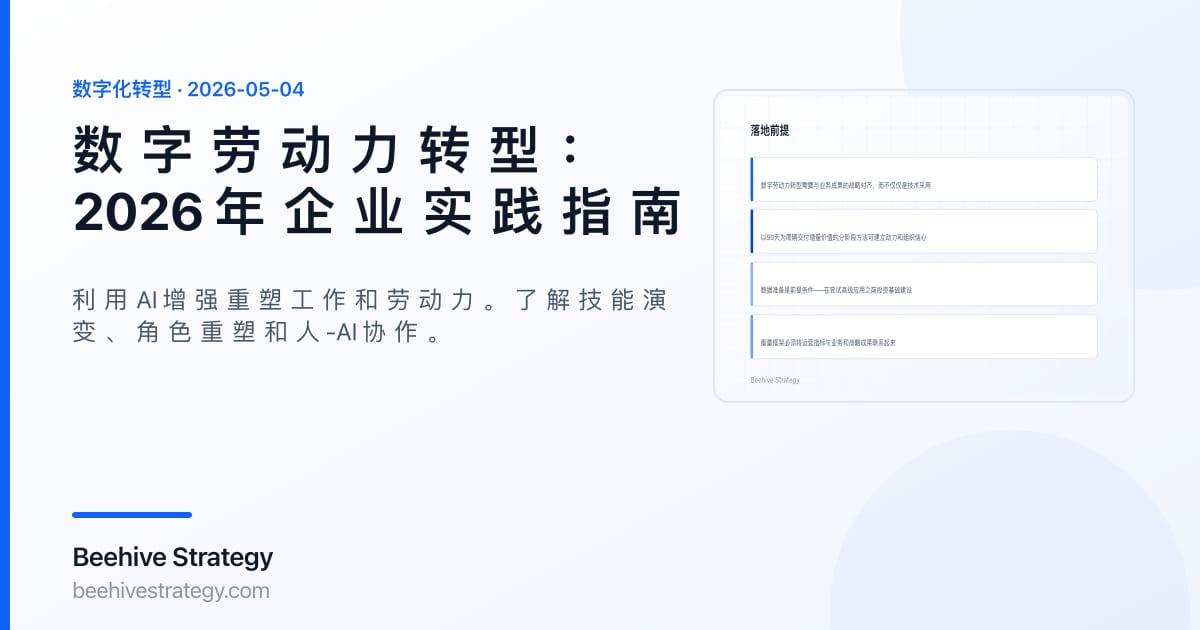 数字化转型 · 2026-05-04
数字劳动力转型：
2026年企业实践指南
利用AI增强重塑工作和劳动力。了解技能演
变、角色重塑和人-AI协作。
落地前提
数字劳动力转型需要与业务成果的战略对齐，而不仅仅是技术采用
以90天为周期交付增量价值的分阶段方法可建立动力和组织信心
数据准备是前提条件——在尝试高级应用之前投资基础建设
衡量框架必须将运营指标与业务和战略成果联系起来
Beehive Strategy
Beehive Strategy
beehivestrategy.com